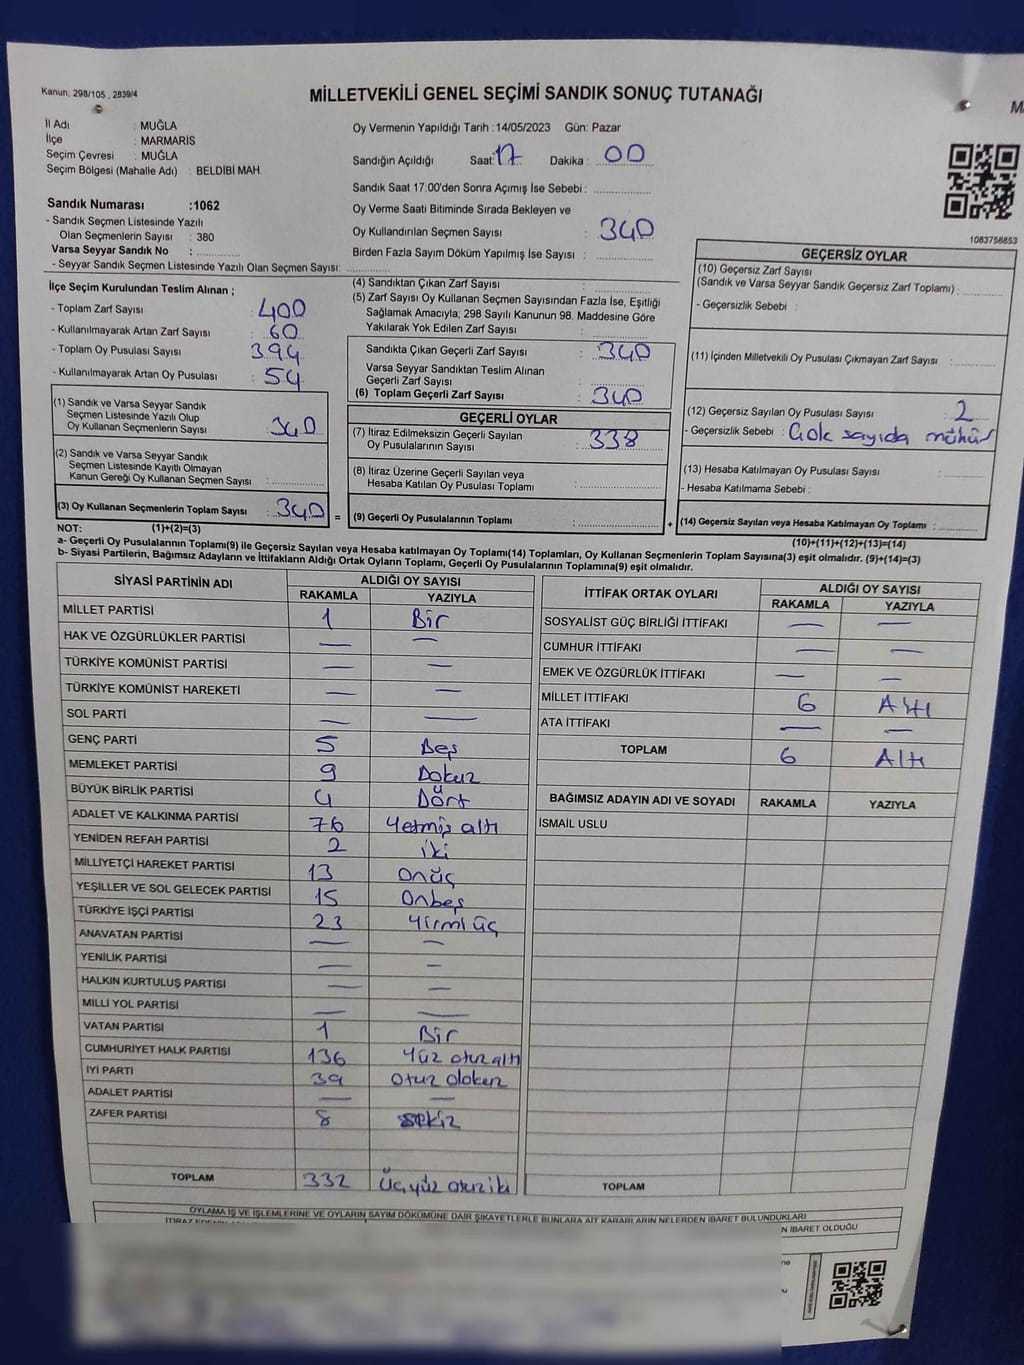 Kanun, 298/105 , 2839/4
MİLLETVEKİLİ GENEL SEÇİMİ SANDIK SONUÇ TUTANAĞI
İl Adı : MUĞLA
İlçe : MARMARİS
Seçim Çevresi : MUĞLA
Seçim Bölgesi (Mahalle Adı) : BELDİBİ MAH.
Sandık Numarası :1062
- Sandık Seçmen Listesinde Yazılı
Olan Seçmenlerin Sayısı : 380
Varsa Seyyar Sandık No :
- Seyyar Sandık Seçmen Listesinde Yazılı Olan Seçmen Sayısı:
Oy Vermenin Yapıldığı Tarih :14/05/2023 Gün: Pazar
Sandığın Açıldığı Saat: 17 Dakika : 00
Sandık Saat 17:00'den Sonra Açımış İse Sebebi :
Oy Verme Saati Bitiminde Sırada Bekleyen ve
Oy Kullandırılan Seçmen Sayısı : 340
Birden Fazla Sayım Döküm Yapılmış İse Sayısı :
1083756653
İlçe Seçim Kurulundan Teslim Alınan ;
- Toplam Zarf Sayısı : 400
- Kullanılmayarak Artan Zarf Sayısı : 60
- Toplam Oy Pusulası Sayısı : 394
- Kullanılmayarak Artan Oy Pusulası : 54
(1) Sandık ve Varsa Seyyar Sandık
Seçmen Listesinde Yazılı Olup
Oy Kullanan Seçmenlerin Sayısı : 340
(2) Sandık ve Varsa Seyyar Sandık
Seçmen Listesinde Kayıtlı Olmayan
Kanun Gereği Oy Kullanan Seçmen Sayısı :
(3) Oy Kullanan Seçmenlerin Toplam Sayısı : 340 =
(4) Sandıktan Çıkan Zarf Sayısı :
(5) Zarf Sayısı Oy Kullanan Seçmen Sayısından Fazla İse, Eşitliği
Sağlamak Amacıyla; 298 Sayılı Kanunun 98. Maddesine Göre
Yakılarak Yok Edilen Zarf Sayısı :
Sandıkta Çıkan Geçerli Zarf Sayısı : 340
Varsa Seyyar Sandıktan Teslim Alınan
Geçerli Zarf Sayısı :
(6) Toplam Geçerli Zarf Sayısı : 340
GEÇERLİ OYLAR
(7) İtiraz Edilmeksizin Geçerli Sayılan
Oy Pusulalarının Sayısı : 338
(8) İtiraz Üzerine Geçerli Sayılan veya
Hesaba Katılan Oy Pusulası Toplamı :
(9) Geçerli Oy Pusulalarının Toplamı : +
GEÇERSİZ OYLAR
(10) Geçersiz Zarf Sayısı
(Sandık ve Varsa Seyyar Sandık Geçersiz Zarf Toplamı) :
- Geçersizlik Sebebi :
(11) İçinden Milletvekili Oy Pusulası Çıkmayan Zarf Sayısı :
(12) Geçersiz Sayılan Oy Pusulası Sayısı : 2
- Geçersizlik Sebebi : Çok sayıda mühür
(13) Hesaba Katılmayan Oy Pusulası Sayısı :
- Hesaba Katılmama Sebebi :
(14) Geçersiz Sayılan veya Hesaba Katılmayan Oy Toplamı :
NOT: (1)+(2)=(3) (10)+(11)+(12)+(13)=(14)
a- Geçerli Oy Pusulalarının Toplamı(9) ile Geçersiz Sayılan veya Hesaba katılmayan Oy Toplamı(14) Toplamları, Oy Kullanan Seçmenlerin Toplam Sayısına(3) eşit olmalıdır. (9)+(14)=(3)
b- Siyasi Partilerin, Bağımsız Adayların ve İttifakların Aldığı Ortak Oyların Toplamı, Geçerli Oy Pusulalarının Toplamına(9) eşit olmalıdır.
SİYASİ PARTİNİN ADI ALDIĞI OY SAYISI
RAKAMLA YAZIYLA
MİLLET PARTİSİ 1 Bir
HAK VE ÖZGÜRLÜKLER PARTİSİ — —
TÜRKİYE KOMÜNİST PARTİSİ — —
TÜRKİYE KOMÜNİST HAREKETİ — —
SOL PARTİ — —
GENÇ PARTİ 5 Beş
MEMLEKET PARTİSİ 9 Dokuz
BÜYÜK BİRLİK PARTİSİ 4 Dört
ADALET VE KALKINMA PARTİSİ 76 Yetmiş altı
YENİDEN REFAH PARTİSİ 2 iki
MİLLİYETÇİ HAREKET PARTİSİ 13 Onüç
YEŞİLLER VE SOL GELECEK PARTİSİ 15 Onbeş
TÜRKİYE İŞÇİ PARTİSİ 23 Yirmi üç
ANAVATAN PARTİSİ — —
YENİLİK PARTİSİ — —
HALKIN KURTULUŞ PARTİSİ — —
MİLLİ YOL PARTİSİ — —
VATAN PARTİSİ 1 Bir
CUMHURİYET HALK PARTİSİ 136 Yüz otuz altı
İYİ PARTİ 39 Otuz dokuz
ADALET PARTİSİ — —
ZAFER PARTİSİ 8 sekiz
TOPLAM 332 Üçyüz otuziki
İTTİFAK ORTAK OYLARI ALDIĞI OY SAYISI
RAKAMLA YAZIYLA
SOSYALİST GÜÇ BİRLİĞİ İTTİFAKI — —
CUMHUR İTTİFAKI — —
EMEK VE ÖZGÜRLÜK İTTİFAKI — —
MİLLET İTTİFAKI 6 Altı
ATA İTTİFAKI — —
TOPLAM 6 Altı
BAĞIMSIZ ADAYIN ADI VE SOYADI RAKAMLA YAZIYLA
İSMAİL USLU
TOPLAM
OYLAMA İŞ VE İŞLEMLERİNE VE OYLARIN SAYIM DÖKÜMÜNE DAİR ŞİKAYETLERLE BUNLARA AİT KARARLARIN NELERDEN İBARET BULUNDUKLARI
N İBARET OLDUĞU